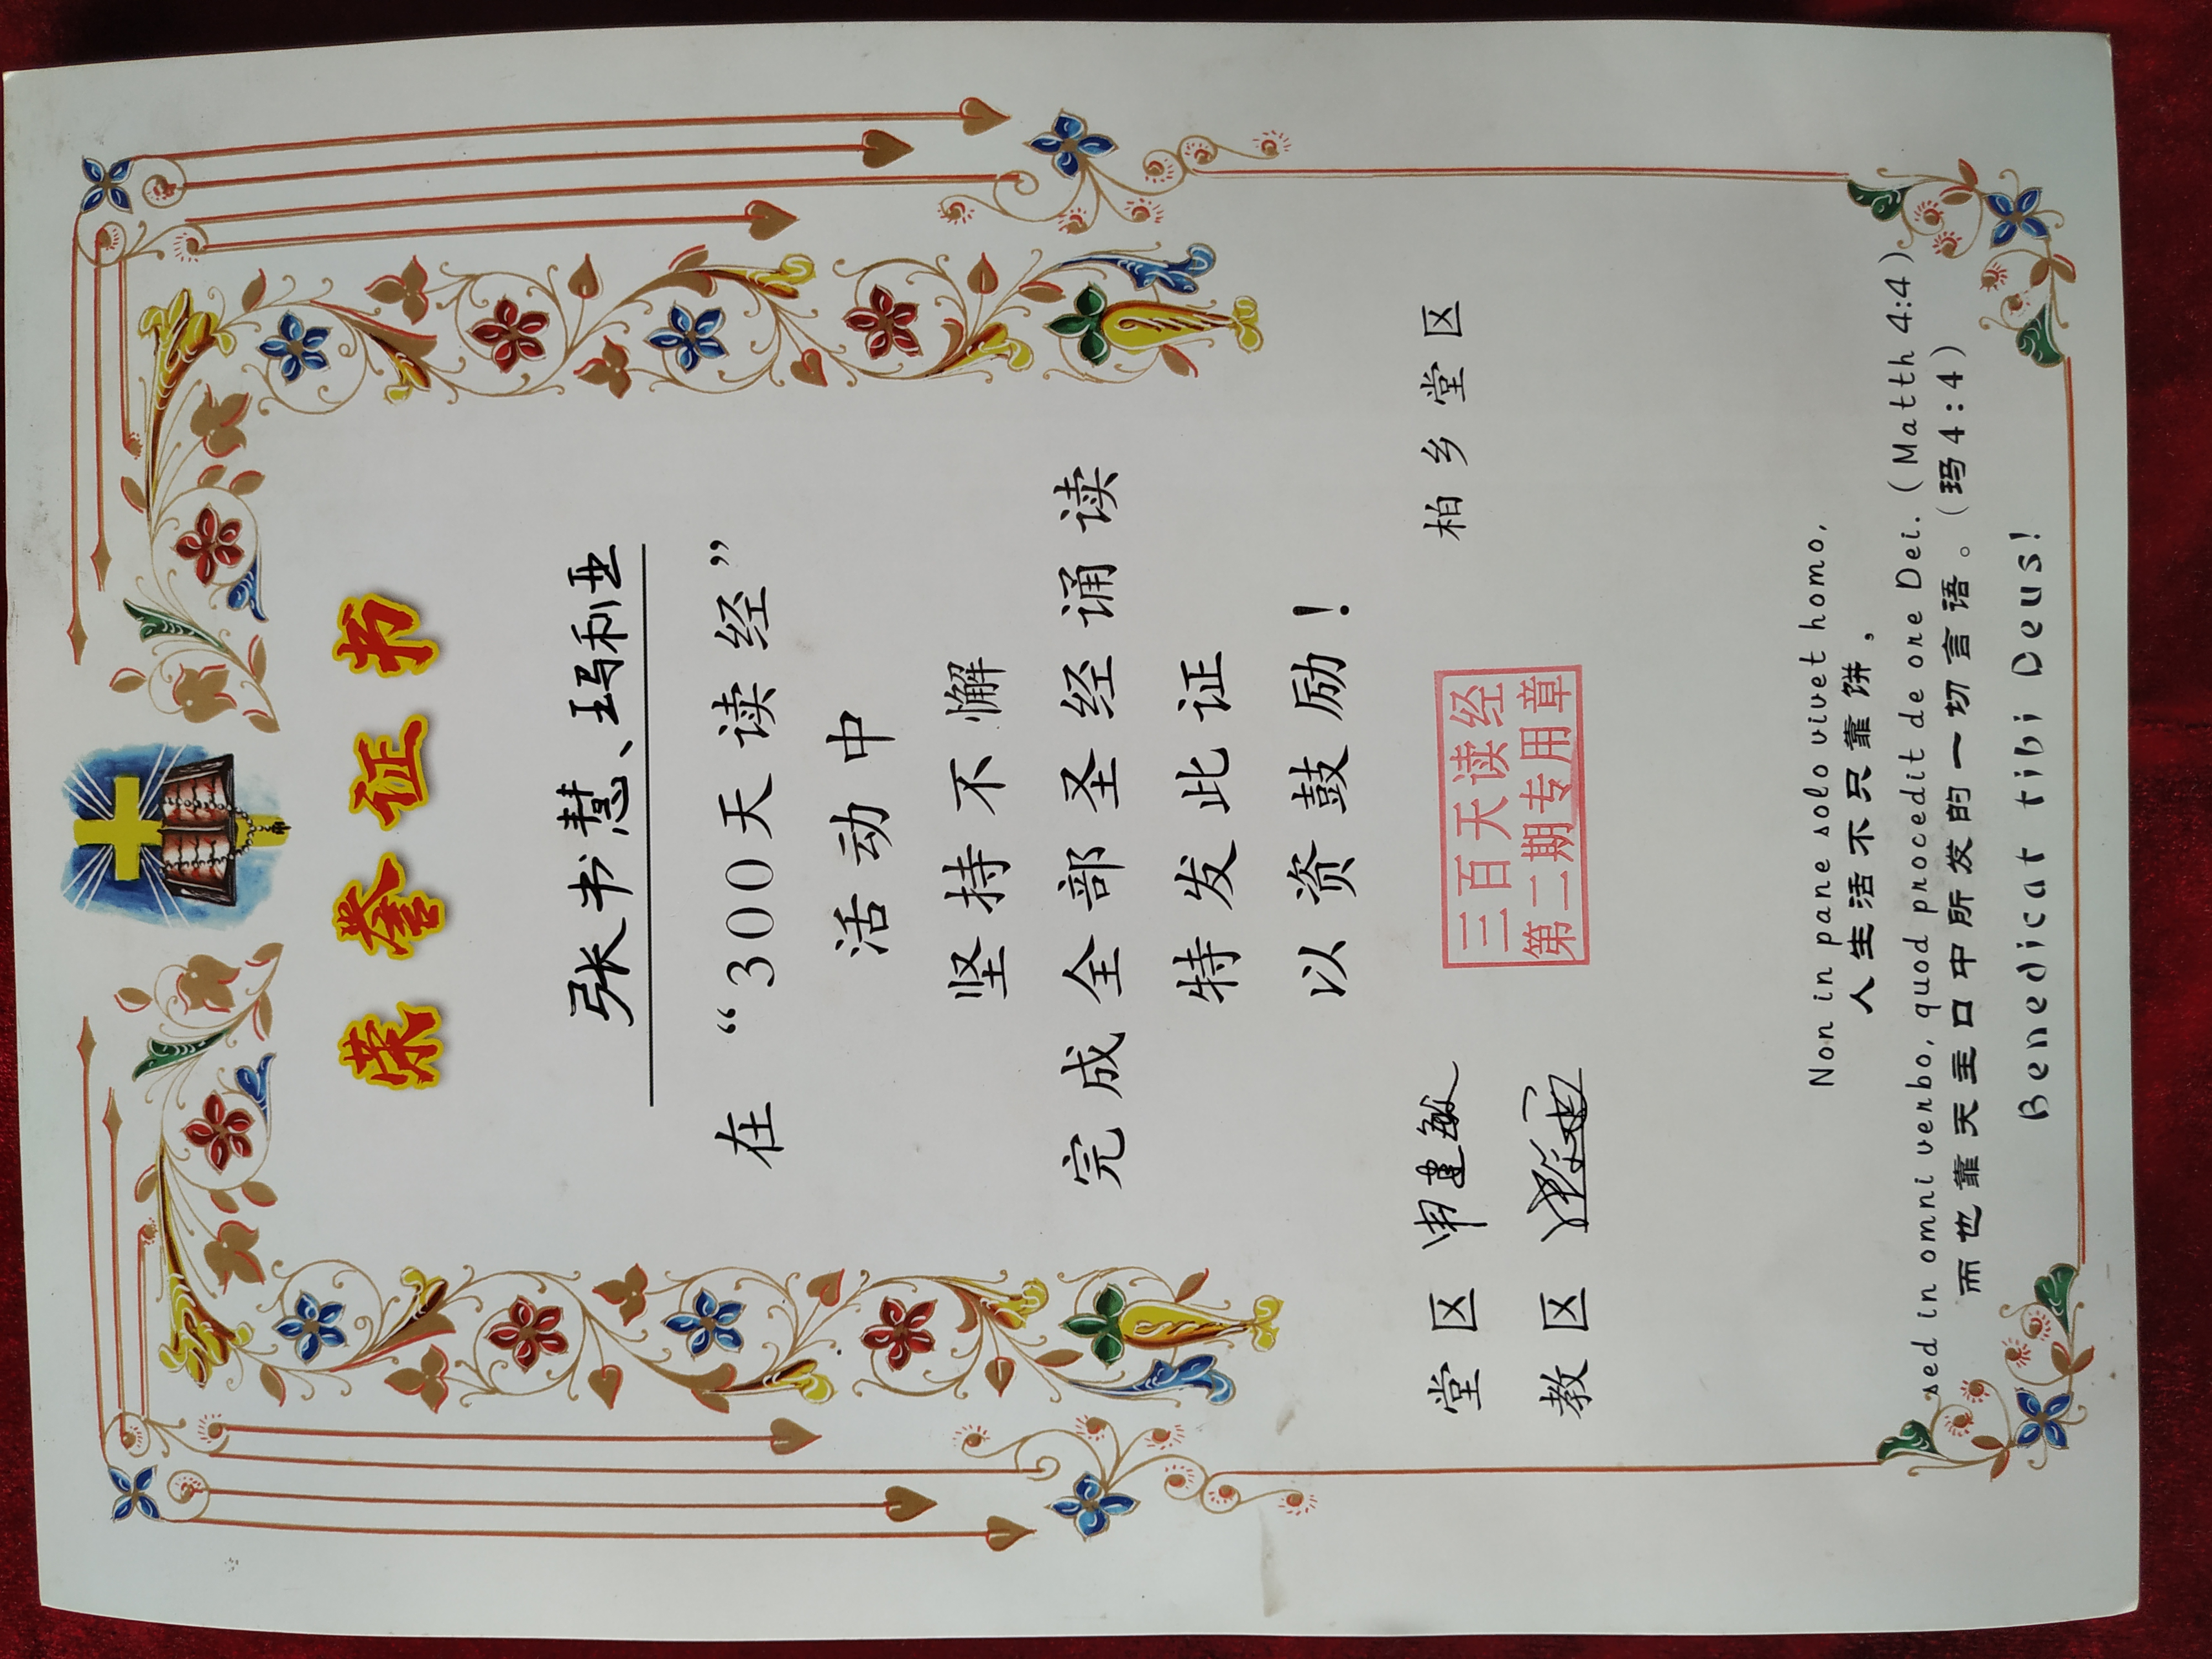 荣誉证书
张书慧、玛利亚
在“300天读经”
活动中
坚持不懈
完成全部圣经诵读
特发此证
以资鼓励!
堂区 申建敏 柏乡堂区
教区
三百天读经
第二期专用章
Non in pane solo vivet homo,
人生活不只靠饼，
sed in omni verbo, quod procedit de ore Dei. (Matth 4:4)
而也靠天主口中所发的一切言语。(玛4:4)
Benedicat tibi Deus!